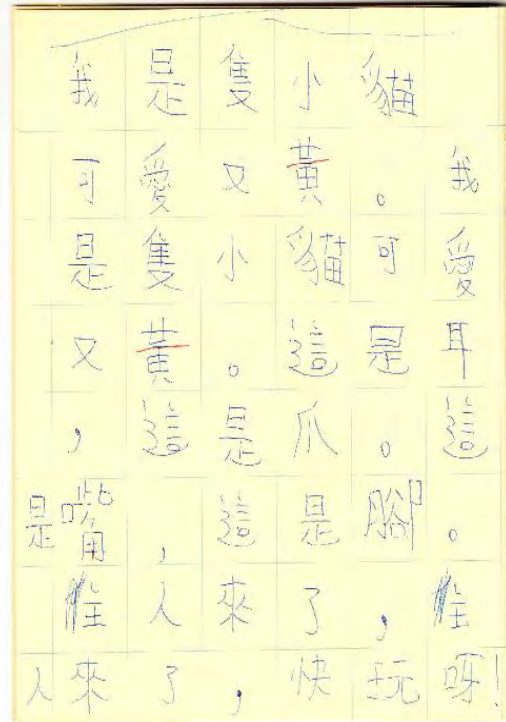 我是隻小貓
可愛又黃。我
是隻小貓可愛
又黃。這是耳
，這是爪。這
是嘴，這是腳。
惟人來了，惟
人來了，快玩呀！